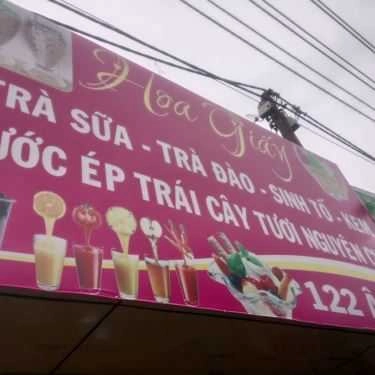 Hoa Giấy
TRÀ SỮA - TRÀ ĐÀO - SINH TỐ - KEM
ƯỚC ÉP TRÁI CÂY TƯƠI NGUYÊN
122